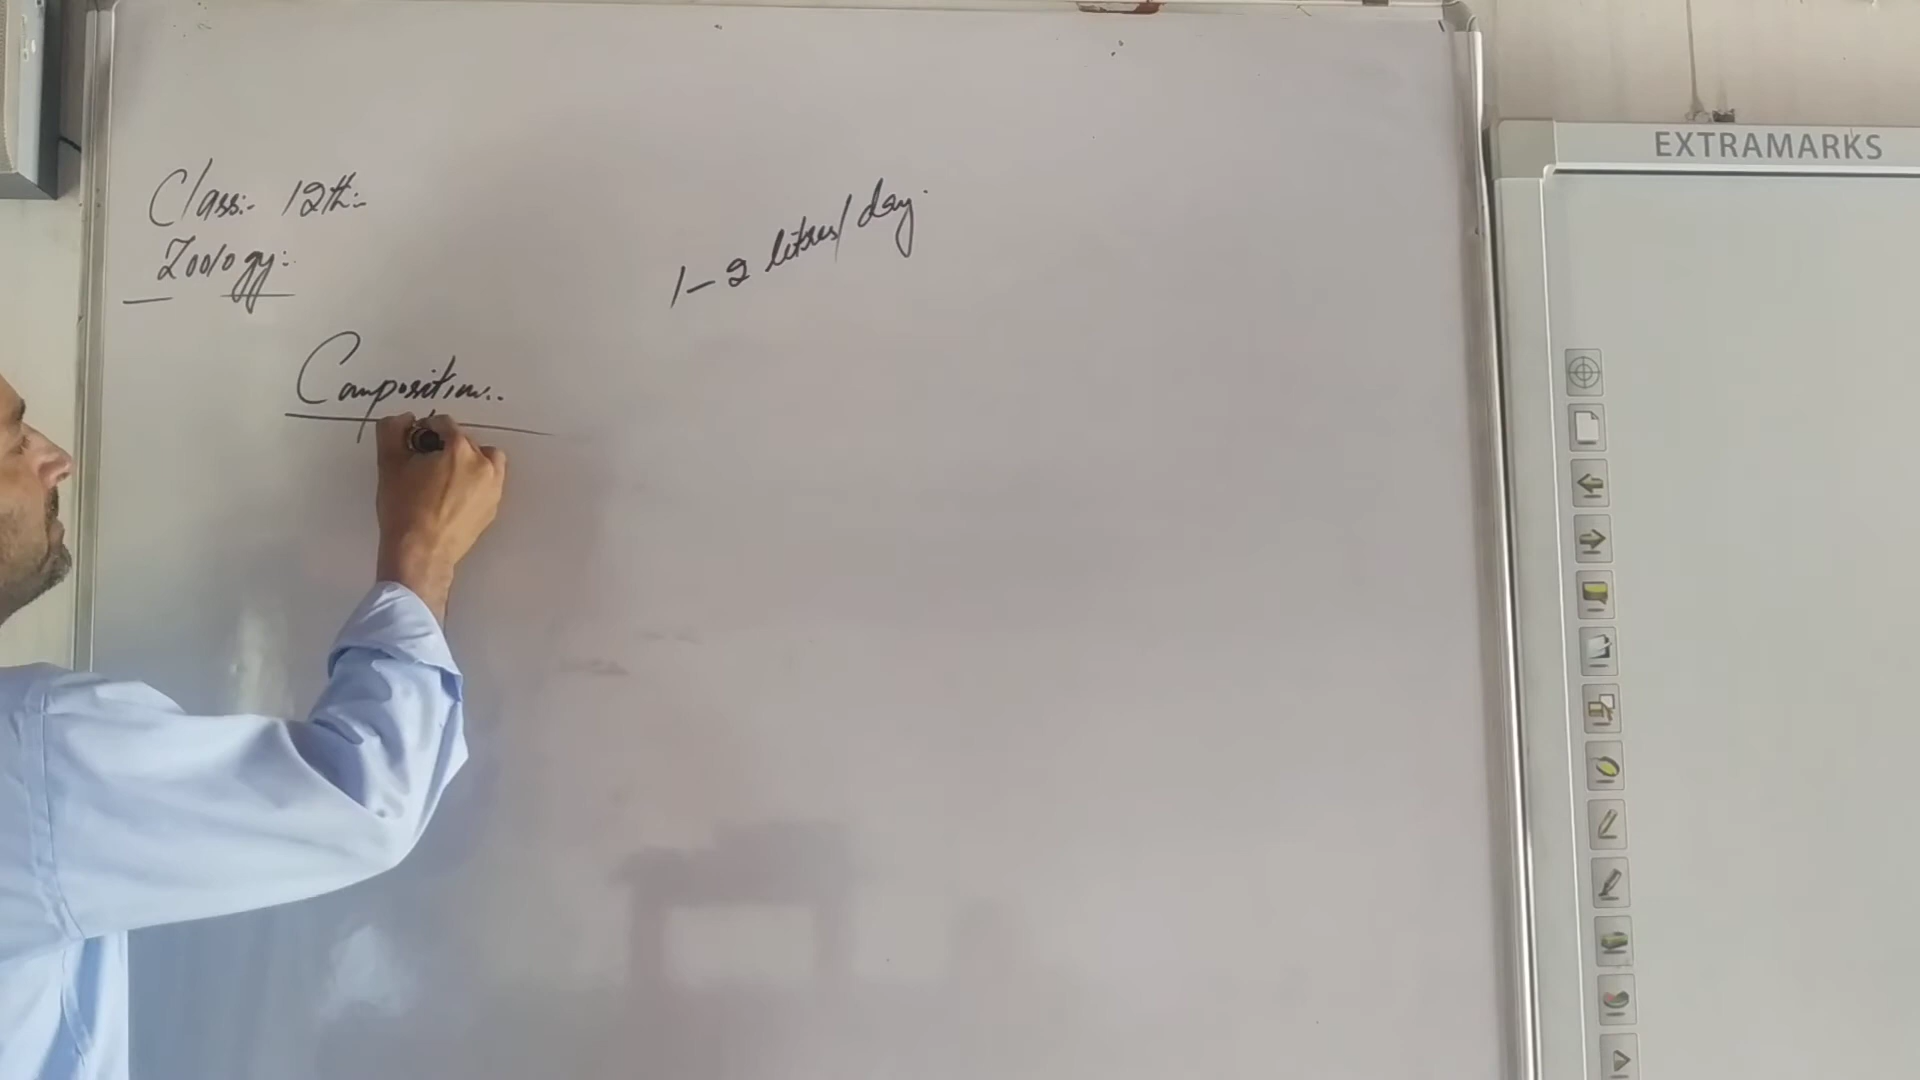 Class:- 12th:-
Zoology:-
1-2 litres/day.
Composition:-
EXTRAMARKS